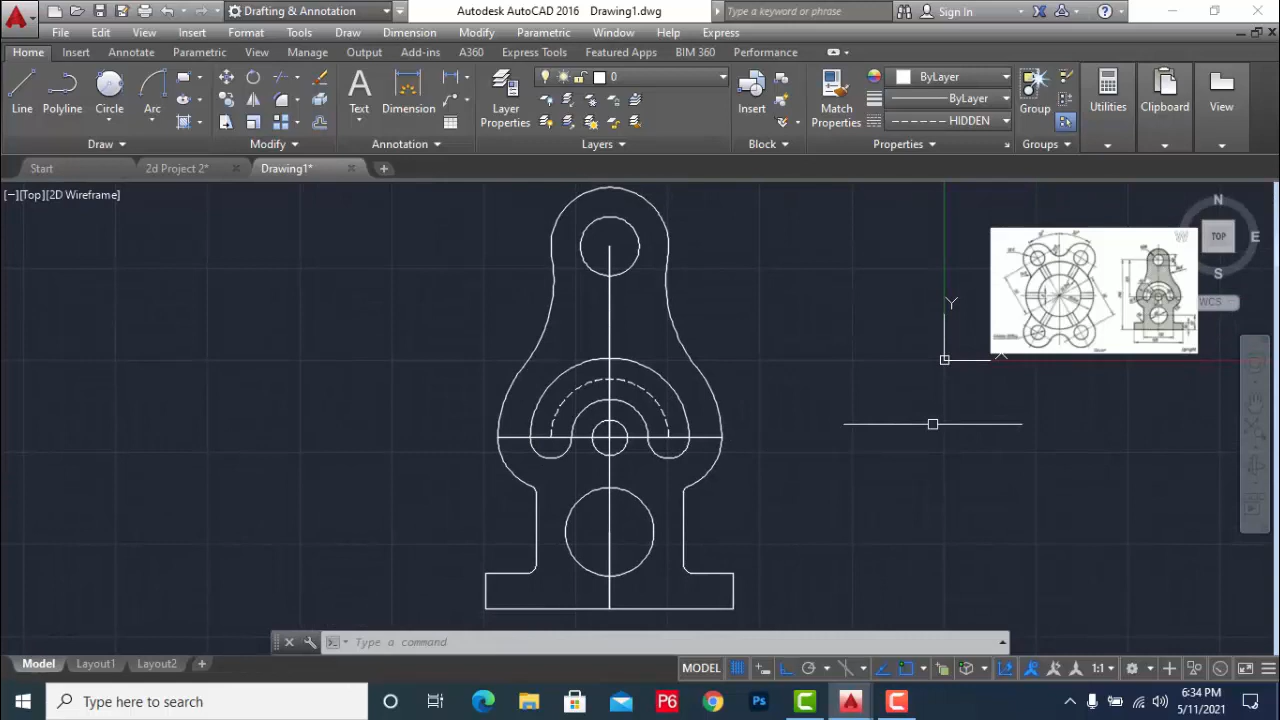 Drafting & Annotation
Autodesk AutoCAD 2016 Drawing1.dwg
Type a keyword or phrase
Sign In
File Edit View Insert Format Tools Draw Dimension Modify Parametric Window Help Express
Home Insert Annotate Parametric View Manage Output Add-ins A360 Express Tools Featured Apps BIM 360 Performance
Line Polyline Circle Arc
Text Dimension
Layer
Properties
0
Insert
Match
Properties
ByLayer
ByLayer
HIDDEN
Group
Utilities Clipboard View
Draw Modify Annotation Layers Block Properties Groups
Start 2d Project 2* Drawing1* +
[−][Top][2D Wireframe]
N
W TOP E
S
WCS
Y
X
Type a command
Model Layout1 Layout2 +
MODEL 1:1
Type here to search
P6
Ps
6:34 PM
5/11/2021